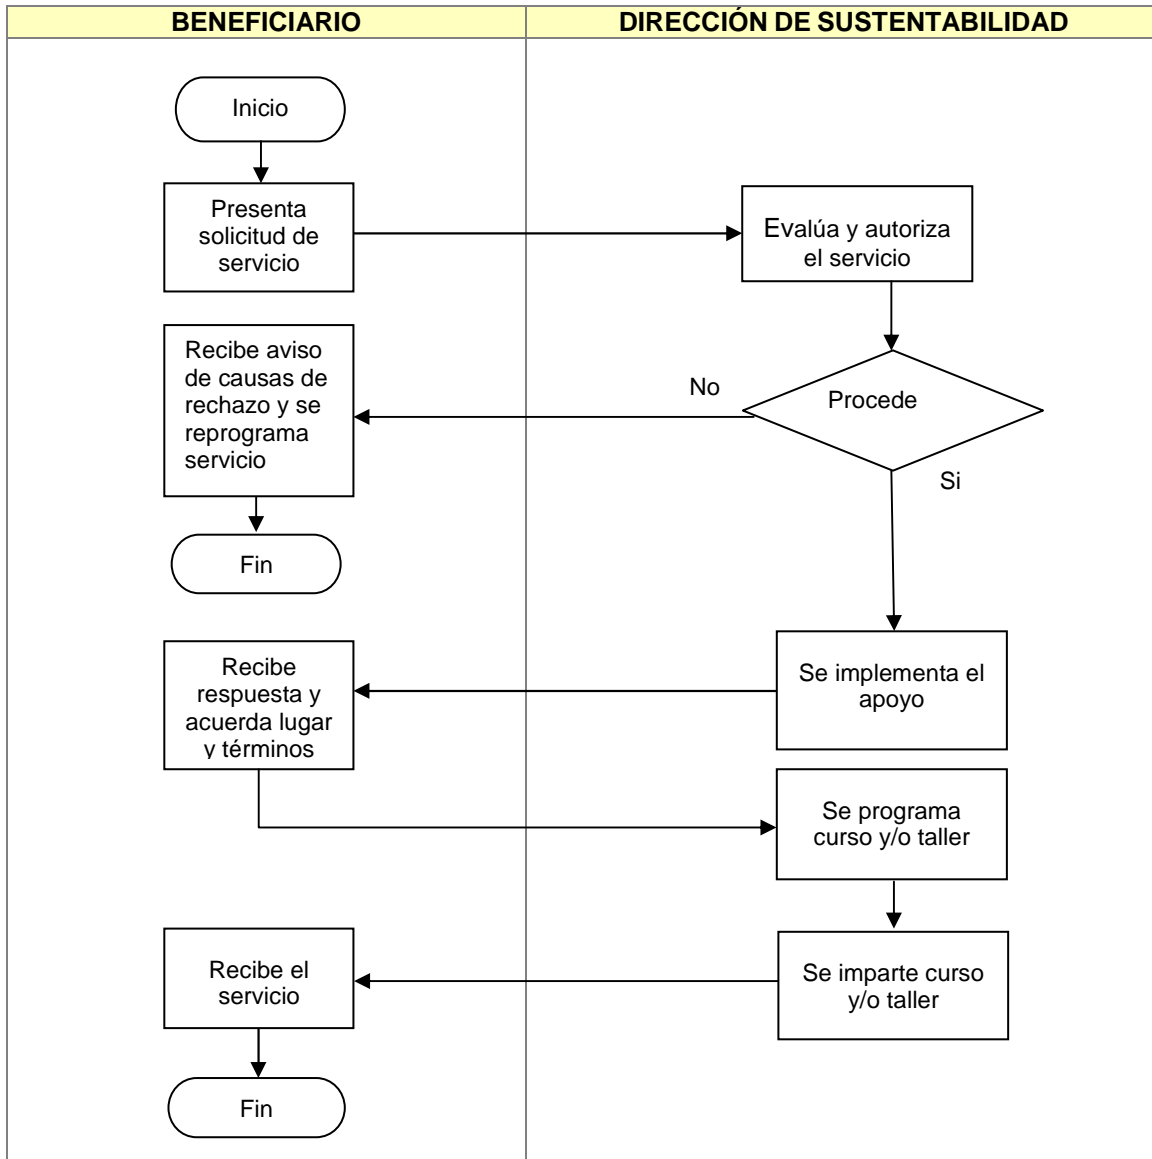 BENEFICIARIO
DIRECCIÓN DE SUSTENTABILIDAD
Inicio
Presenta
solicitud de
servicio
Evalúa y autoriza
el servicio
Procede
No
Si
Recibe aviso
de causas de
rechazo y se
reprograma
servicio
Fin
Se implementa el
apoyo
Recibe
respuesta y
acuerda lugar
y términos
Se programa
curso y/o taller
Se imparte curso
y/o taller
Recibe el
servicio
Fin